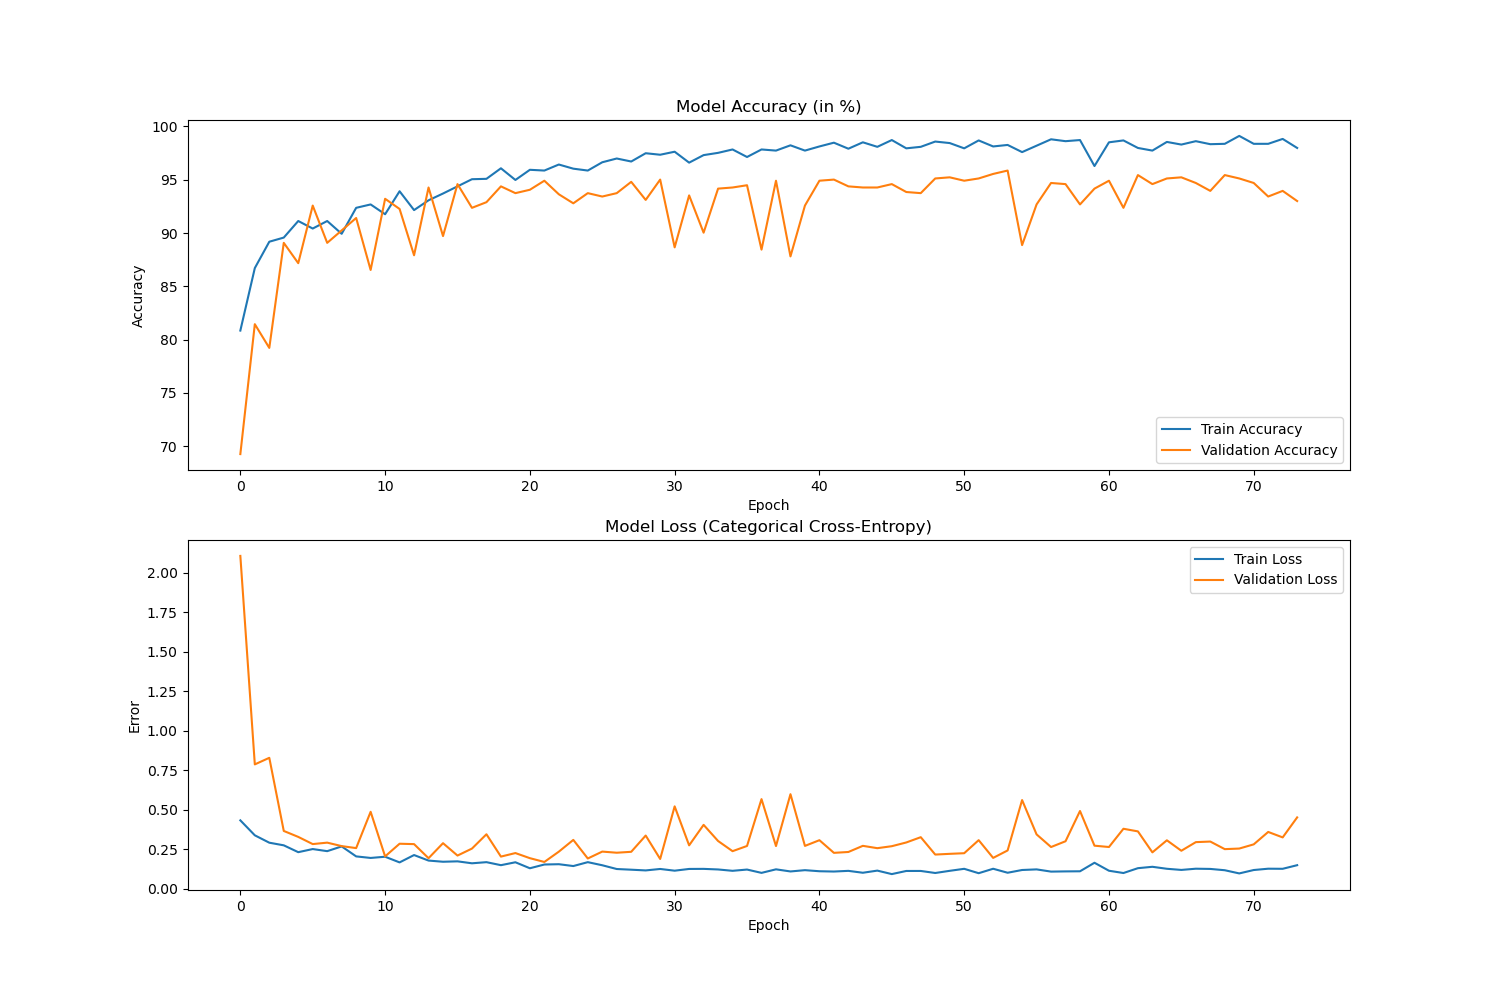 Model Accuracy (in %)
100
95
90
85
80
75
70
Accuracy
Train Accuracy
Validation Accuracy
0 10 20 30 40 50 60 70
Epoch
Model Loss (Categorical Cross-Entropy)
2.00
1.75
1.50
1.25
1.00
0.75
0.50
0.25
0.00
Error
Train Loss
Validation Loss
0 10 20 30 40 50 60 70
Epoch